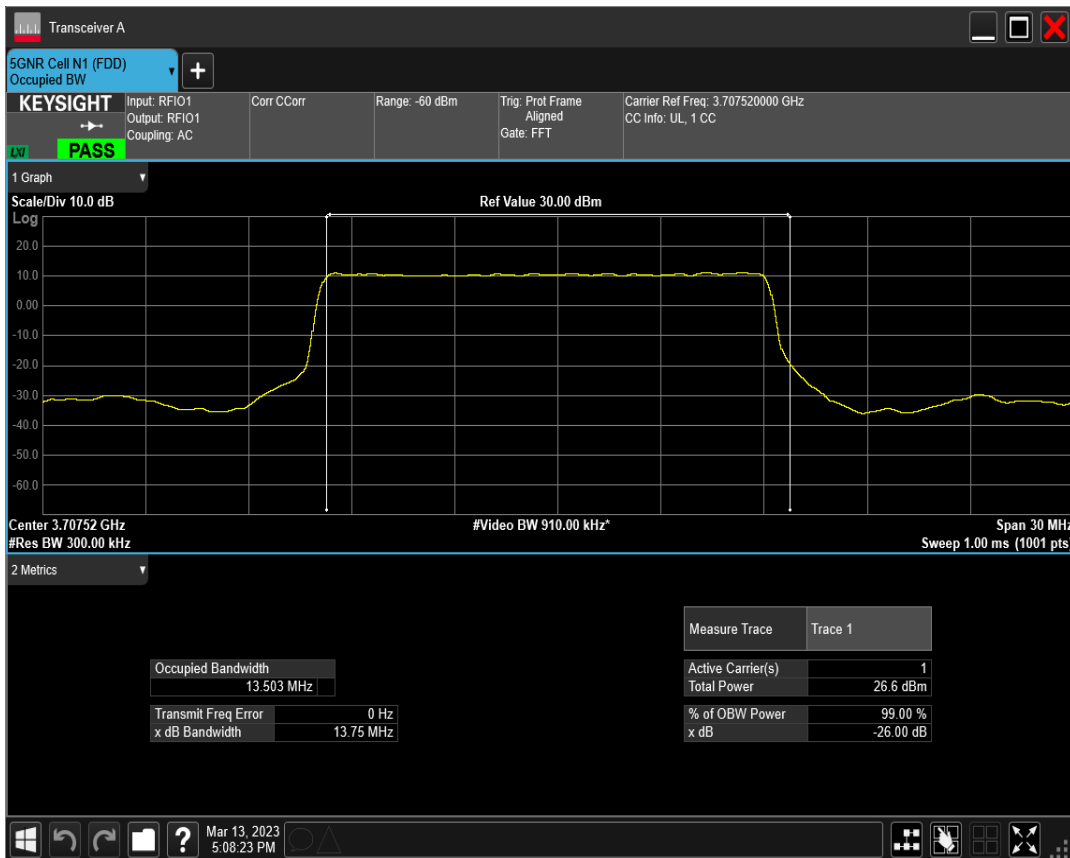 Transceiver A
5GNR Cell N1 (FDD)
Occupied BW
+
KEYSIGHT
LXI
PASS
Input: RFIO1
Output: RFIO1
Coupling: AC
Corr CCorr
Range: -60 dBm
Trig: Prot Frame
Aligned
Gate: FFT
Carrier Ref Freq: 3.707520000 GHz
CC Info: UL, 1 CC
1 Graph
Scale/Div 10.0 dB
Ref Value 30.00 dBm
Log
20.0
10.0
0.00
-10.0
-20.0
-30.0
-40.0
-50.0
-60.0
Center 3.70752 GHz
#Video BW 910.00 kHz*
Span 30 MHz
#Res BW 300.00 kHz
Sweep 1.00 ms (1001 pts)
2 Metrics
Measure Trace Trace 1
Occupied Bandwidth
13.503 MHz
Transmit Freq Error 0 Hz
x dB Bandwidth 13.75 MHz
Active Carrier(s) 1
Total Power 26.6 dBm
% of OBW Power 99.00 %
x dB -26.00 dB
?
Mar 13, 2023
5:08:23 PM